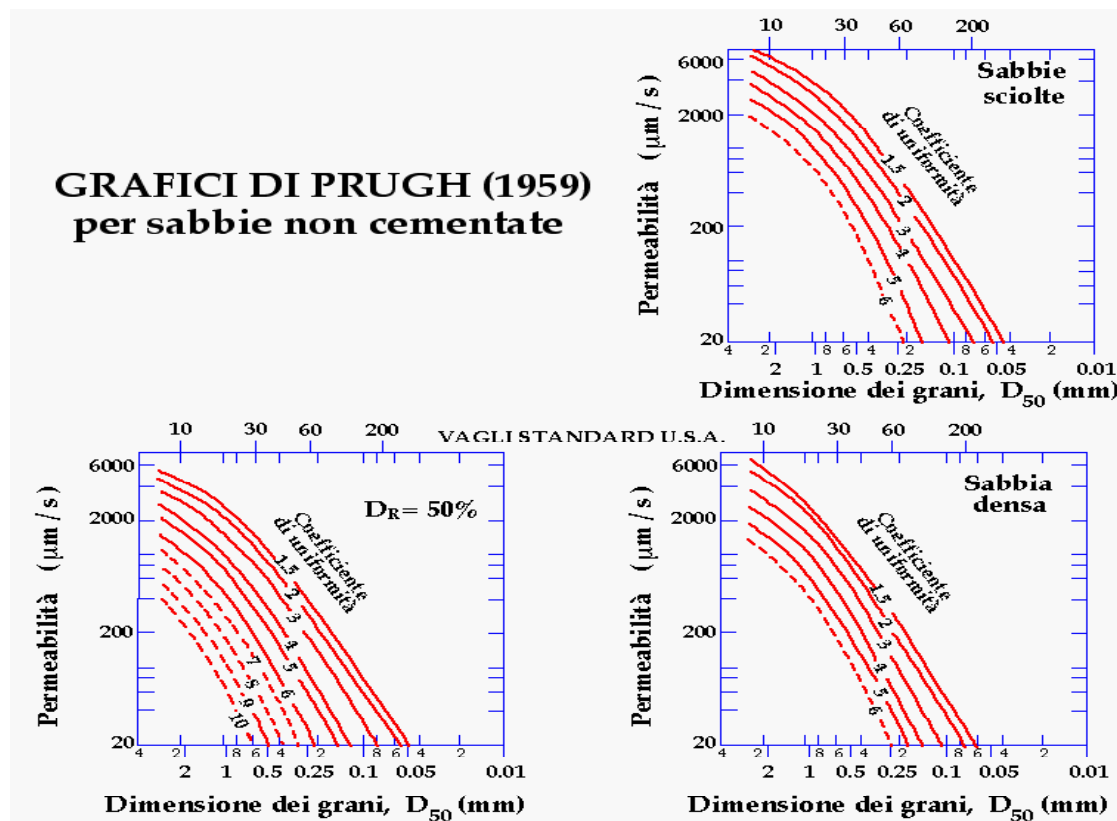 GRAFICI DI PRUGH (1959)
per sabbie non cementate
10 30 60 200
Sabbie
sciolte
Permeabilità (µm / s)
6000
2000
200
20
Coefficiente
di uniformità
1.5
2
3
4
5
6
4 2 8 6 4 2 8 6 4 2
2 1 0.5 0.25 0.1 0.05 0.01
Dimensione dei grani, D50 (mm)
VAGLI STANDARD U.S.A.
10 30 60 200
DR= 50%
Permeabilità (µm / s)
6000
2000
200
20
Coefficiente
di uniformità
1.5
2
3
4
5
6
7
8
9
10
4 2 8 6 4 2 8 6 4 2
2 1 0.5 0.25 0.1 0.05 0.01
Dimensione dei grani, D50 (mm)
10 30 60 200
Sabbia
densa
Permeabilità (µm / s)
6000
2000
200
20
Coefficiente
di uniformità
1.5
2
3
4
5
6
4 2 8 6 4 2 8 6 4 2
2 1 0.5 0.25 0.1 0.05 0.01
Dimensione dei grani, D50 (mm)